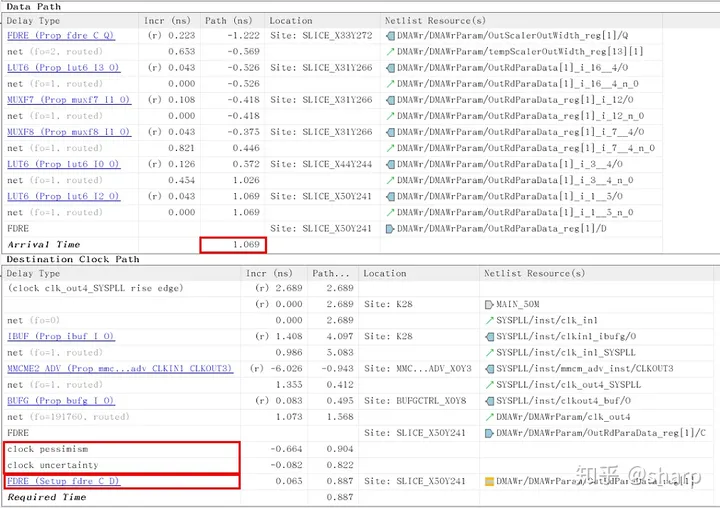 Data Path
Delay Type Incr (ns) Path (ns) Location Netlist Resource(s)
FDRE (Prop fdre C Q) (r) 0.223 -1.222 Site: SLICE_X33Y272 DMAWr/DMAWrParam/OutScalerOutWidth_reg[1]/Q
net (fo=2, routed) 0.653 -0.569 DMAWr/DMAWrParam/tempScalerOutWidth_reg[13][1]
LUT6 (Prop lut6 I3 O) (r) 0.043 -0.526 Site: SLICE_X31Y266 DMAWr/DMAWrParam/OutRdParaData[1]_i_16__4/O
net (fo=1, routed) 0.000 -0.526 DMAWr/DMAWrParam/OutRdParaData[1]_i_16__4_n_0
MUXF7 (Prop muxf7 I1 O) (r) 0.108 -0.418 Site: SLICE_X31Y266 DMAWr/DMAWrParam/OutRdParaData_reg[1]_i_12/O
net (fo=1, routed) 0.000 -0.418 DMAWr/DMAWrParam/OutRdParaData_reg[1]_i_12_n_0
MUXF8 (Prop muxf8 I1 O) (r) 0.043 -0.375 Site: SLICE_X31Y266 DMAWr/DMAWrParam/OutRdParaData_reg[1]_i_7__4/O
net (fo=1, routed) 0.821 0.446 DMAWr/DMAWrParam/OutRdParaData_reg[1]_i_7__4_n_0
LUT6 (Prop lut6 I0 O) (r) 0.126 0.572 Site: SLICE_X44Y244 DMAWr/DMAWrParam/OutRdParaData[1]_i_3__4/O
net (fo=1, routed) 0.454 1.026 DMAWr/DMAWrParam/OutRdParaData[1]_i_3__4_n_0
LUT6 (Prop lut6 I2 O) (r) 0.043 1.069 Site: SLICE_X50Y241 DMAWr/DMAWrParam/OutRdParaData[1]_i_1__5/O
net (fo=1, routed) 0.000 1.069 DMAWr/DMAWrParam/OutRdParaData[1]_i_1__5_n_0
FDRE Site: SLICE_X50Y241 DMAWr/DMAWrParam/OutRdParaData_reg[1]/D
Arrival Time 1.069
Destination Clock Path
Delay Type Incr (ns) Path... Location Netlist Resource(s)
(clock clk_out4_SYSPLL rise edge) (r) 2.689 2.689
(r) 0.000 2.689 Site: K28 MAIN_50M
net (fo=0) 0.000 2.689 SYSPLL/inst/clk_in1
IBUF (Prop ibuf I O) (r) 1.408 4.097 Site: K28 SYSPLL/inst/clkin1_ibufg/O
net (fo=1, routed) 0.986 5.083 SYSPLL/inst/clk_in1_SYSPLL
MMCME2 ADV (Prop mmc...adv CLKIN1 CLKOUT3) (r) -6.026 -0.943 Site: MMC...ADV_X0Y3 SYSPLL/inst/mmcm_adv_inst/CLKOUT3
net (fo=1, routed) 1.355 0.412 SYSPLL/inst/clk_out4_SYSPLL
BUFG (Prop bufg I O) (r) 0.083 0.495 Site: BUFGCTRL_X0Y8 SYSPLL/inst/clkout4_buf/O
net (fo=191760, routed) 1.073 1.568 DMAWr/DMAWrParam/clk_out4
FDRE Site: SLICE_X50Y241 DMAWr/DMAWrParam/OutRdParaData_reg[1]/C
clock pessimism -0.664 0.904
clock uncertainty -0.082 0.822
FDRE (Setup fdre C D) 0.065 0.887 Site: SLICE_X50Y241 DMAWr/DMAWrParam/OutRdParaData_reg[1]
Required Time 0.887
知乎 @sharp